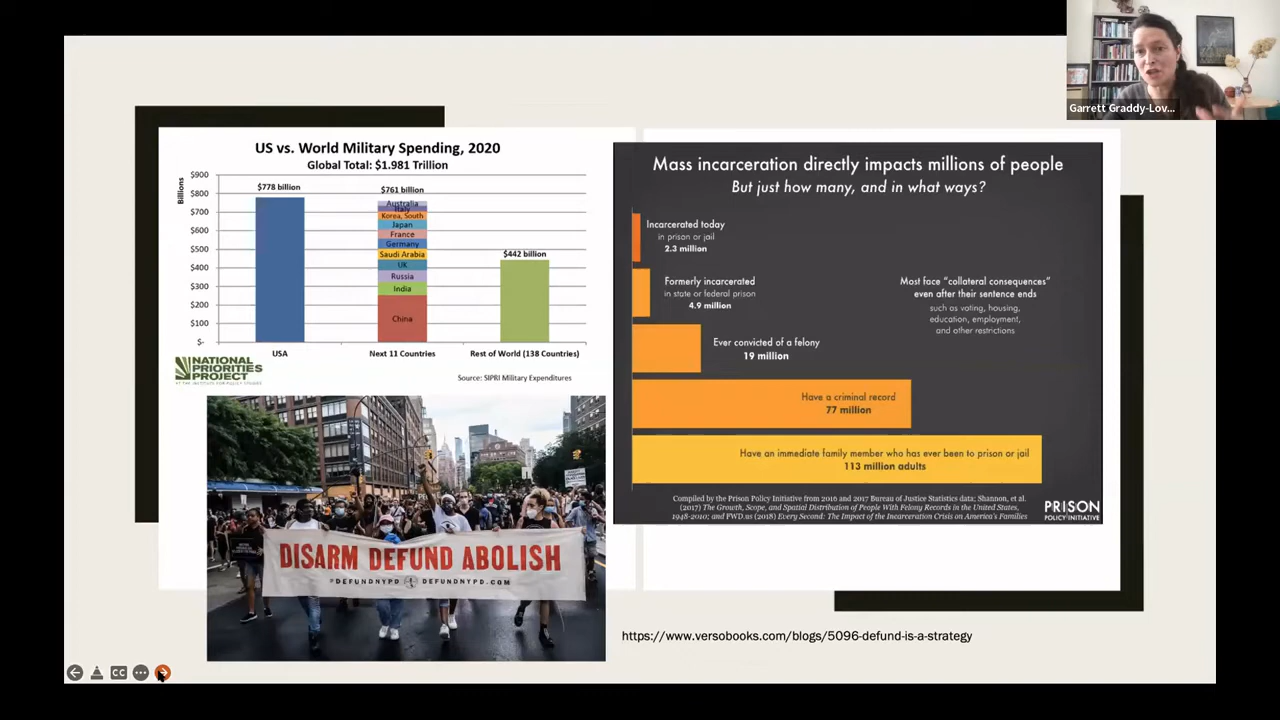 Garrett Graddy-Lov...
US vs. World Military Spending, 2020
Global Total: $1.981 Trillion
Billions
$900
$800
$700
$600
$500
$400
$300
$200
$100
$-
$778 billion
$761 billion
$442 billion
Australia
Italy
Korea, South
Japan
France
Germany
Saudi Arabia
UK
Russia
India
China
USA
Next 11 Countries
Rest of World (138 Countries)
NATIONAL
PRIORITIES
PROJECT
AT THE INSTITUTE FOR POLICY STUDIES
Source: SIPRI Military Expenditures
Mass incarceration directly impacts millions of people
But just how many, and in what ways?
Incarcerated today
in prison or jail
2.3 million
Formerly incarcerated
in state or federal prison
4.9 million
Most face "collateral consequences"
even after their sentence ends
such as voting, housing,
education, employment,
and other restrictions
Ever convicted of a felony
19 million
Have a criminal record
77 million
Have an immediate family member who has ever been to prison or jail
113 million adults
Compiled by the Prison Policy Initiative from 2016 and 2017 Bureau of Justice Statistics data; Shannon, et al.
(2017) The Growth, Scope, and Spatial Distribution of People With Felony Records in the United States,
1948-2010; and FWD.us (2018) Every Second: The Impact of the Incarceration Crisis on America's Families
PRISON
POLICY INITIATIVE
DISARM DEFUND ABOLISH
#DEFUNDNYPD DEFUNDNYPD.COM
https://www.versobooks.com/blogs/5096-defund-is-a-strategy
CC